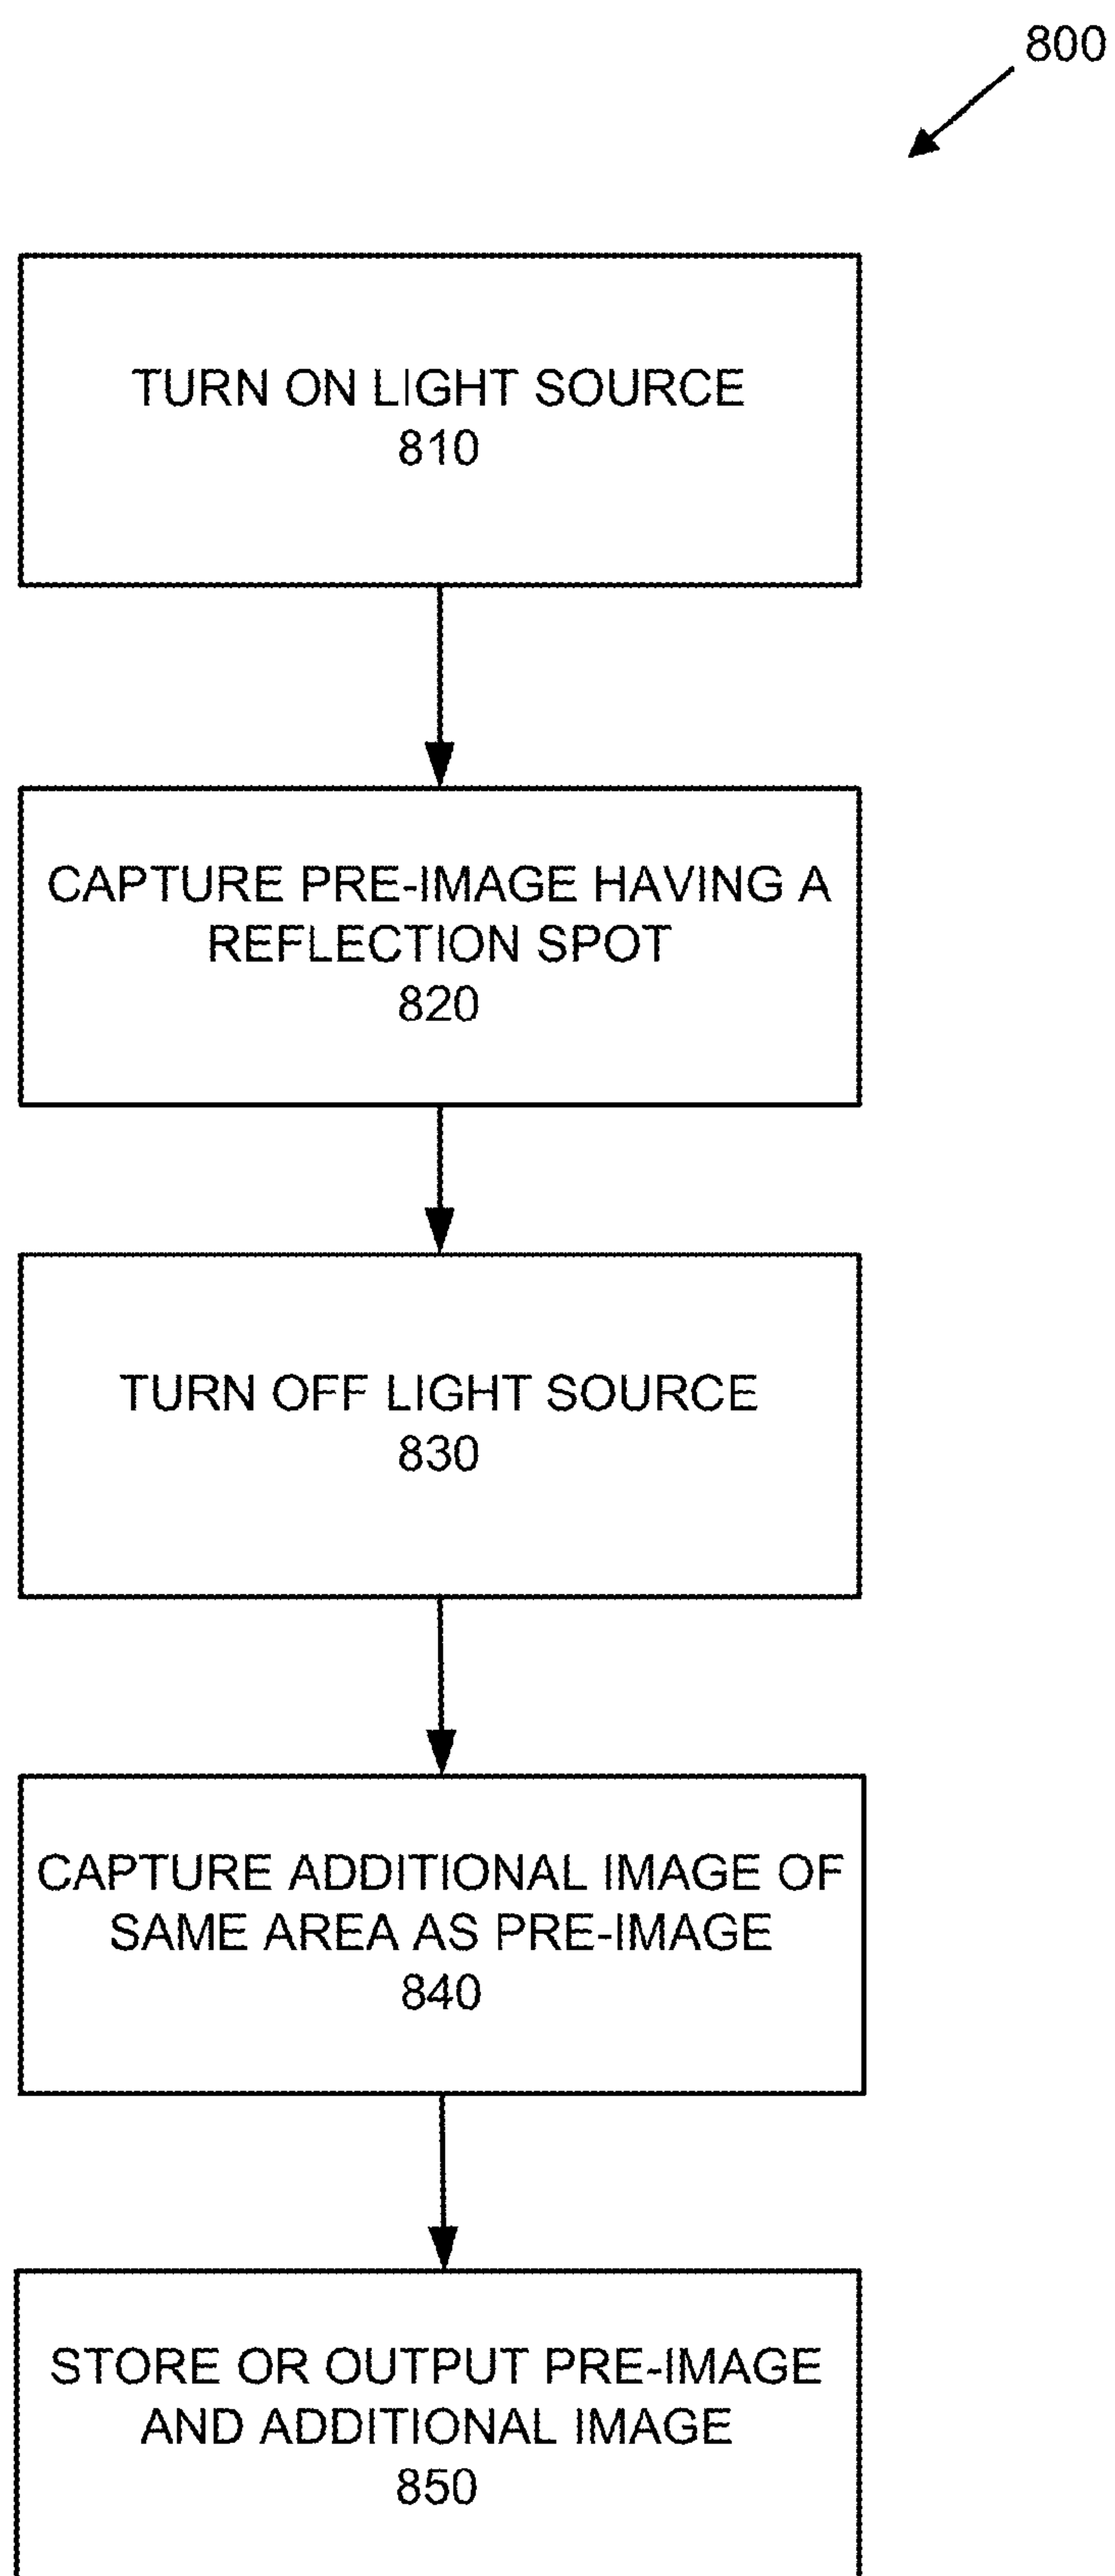 800
TURN ON LIGHT SOURCE
810
CAPTURE PRE-IMAGE HAVING A
REFLECTION SPOT
820
TURN OFF LIGHT SOURCE
830
CAPTURE ADDITIONAL IMAGE OF
SAME AREA AS PRE-IMAGE
840
STORE OR OUTPUT PRE-IMAGE
AND ADDITIONAL IMAGE
850